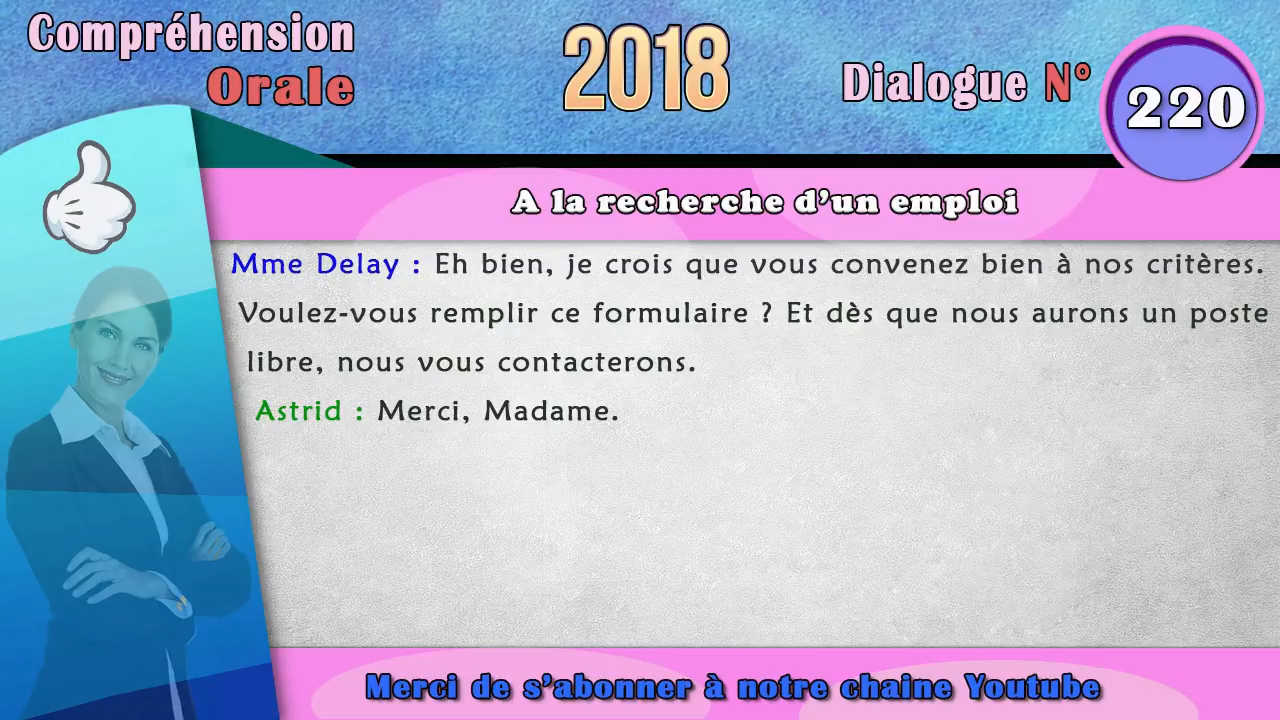 Compréhension
Orale
2018
Dialogue N°
220
A la recherche d’un emploi
Mme Delay : Eh bien, je crois que vous convenez bien à nos critères.
Voulez-vous remplir ce formulaire ? Et dès que nous aurons un poste
libre, nous vous contacterons.
Astrid : Merci, Madame.
Merci de s’abonner à notre chaine Youtube